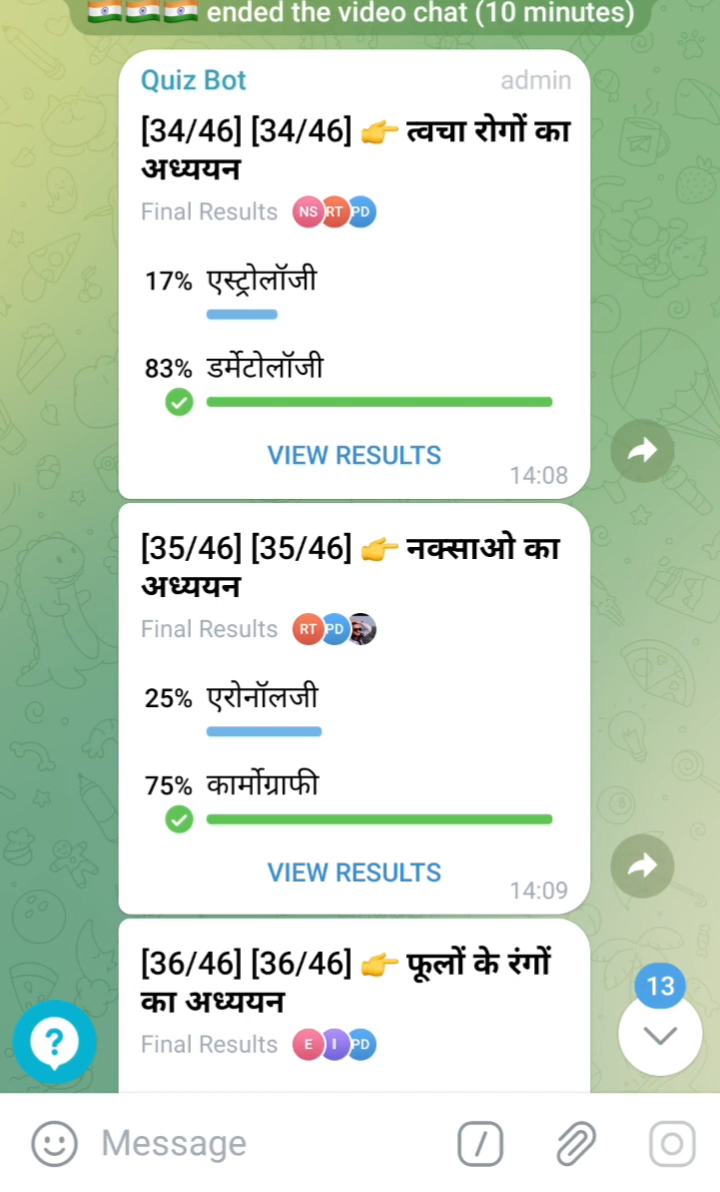 🇮🇳🇮🇳🇮🇳 ended the video chat (10 minutes)
Quiz Bot admin
[34/46] [34/46] 👉 त्वचा रोगों का
अध्ययन
Final Results NS RT PD
17% एस्ट्रोलॉजी
83% डर्मेटोलॉजी
VIEW RESULTS
14:08
[35/46] [35/46] 👉 नक्साओ का
अध्ययन
Final Results RT PD
25% एरोनॉलजी
75% कार्मोग्राफी
VIEW RESULTS
14:09
[36/46] [36/46] 👉 फूलों के रंगों
का अध्ययन
Final Results E I PD
13
?
Message /